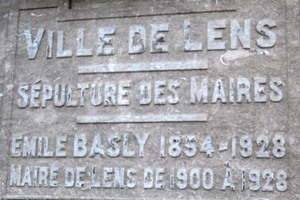 VILLE DE LENS
SÉPULTURE DES MAIRES
EMILE BASLY 1854-1928
MAIRE DE LENS DE 1900 À 1928